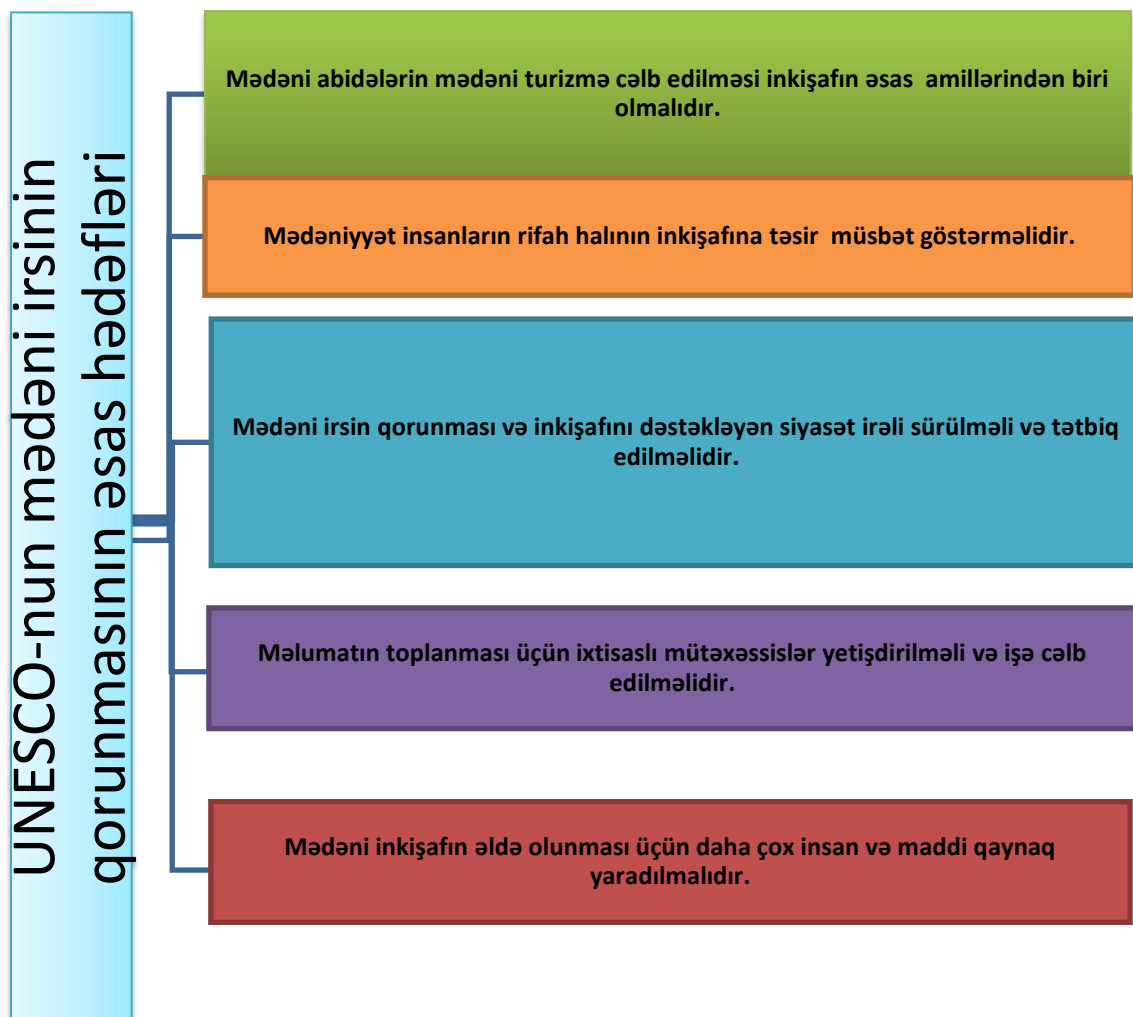 UNESCO-nun mədəni irsinin
qorunmasının əsas hədəfləri
Mədəni abidələrin mədəni turizmə cəlb edilməsi inkişafın əsas  amillərindən biri
olmalıdır.
Mədəniyyət insanların rifah halının inkişafına təsir  müsbət göstərməlidir.
Mədəni irsin qorunması və inkişafını dəstəkləyən siyasət irəli sürülməli və tətbiq
edilməlidir.
Məlumatın toplanması üçün ixtisaslı mütəxəssislər yetişdirilməli və işə cəlb
edilməlidir.
Mədəni inkişafın əldə olunması üçün daha çox insan və maddi qaynaq
yaradılmalıdır.